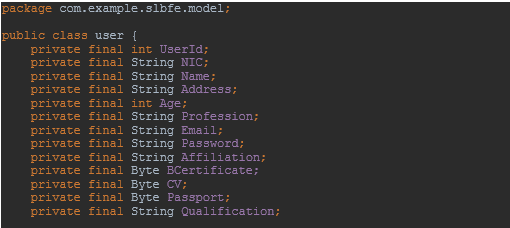 package com.example.slbfe.model;
public class user {
private final int UserId;
private final String NIC;
private final String Name;
private final String Address;
private final int Age;
private final String Profession;
private final String Email;
private final String Password;
private final String Affiliation;
private final Byte BCertificate;
private final Byte CV;
private final Byte Passport;
private final String Qualification;